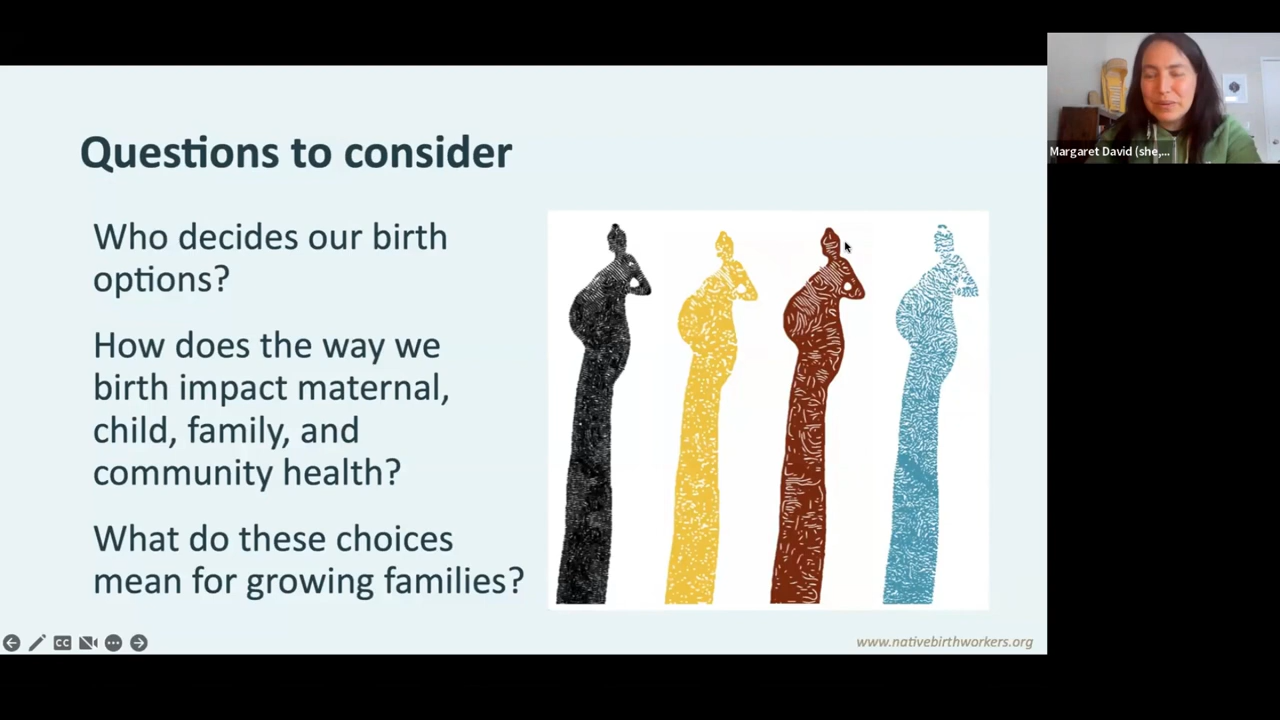 Questions to consider
Who decides our birth
options?
How does the way we
birth impact maternal,
child, family, and
community health?
What do these choices
mean for growing families?
www.nativebirthworkers.org
CC
Margaret David (she,...